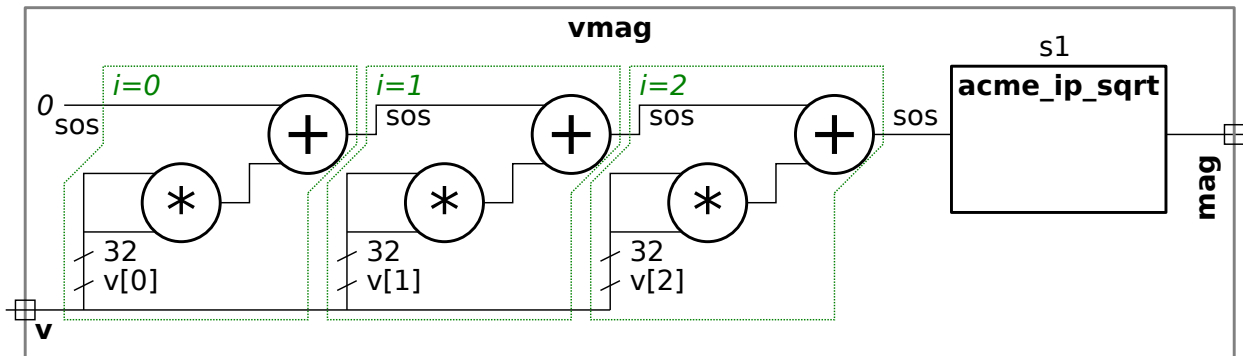 vmag
s1
i=0
i=1
i=2
acme_ip_sqrt
0
sos
+
sos
+
sos
+
sos
*
*
*
mag
32
32
32
v[0]
v[1]
v[2]
v